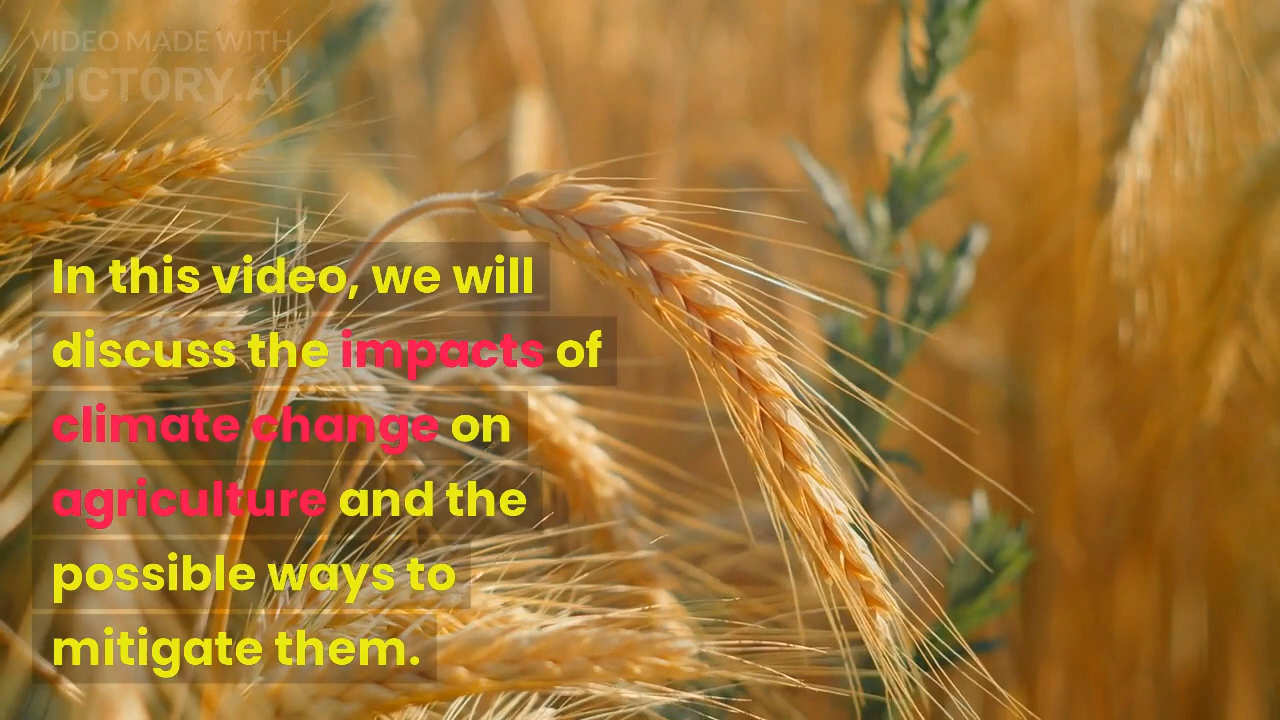 VIDEO MADE WITH
PICTORY.AI
In this video, we will
discuss the impacts of
climate change on
agriculture and the
possible ways to
mitigate them.